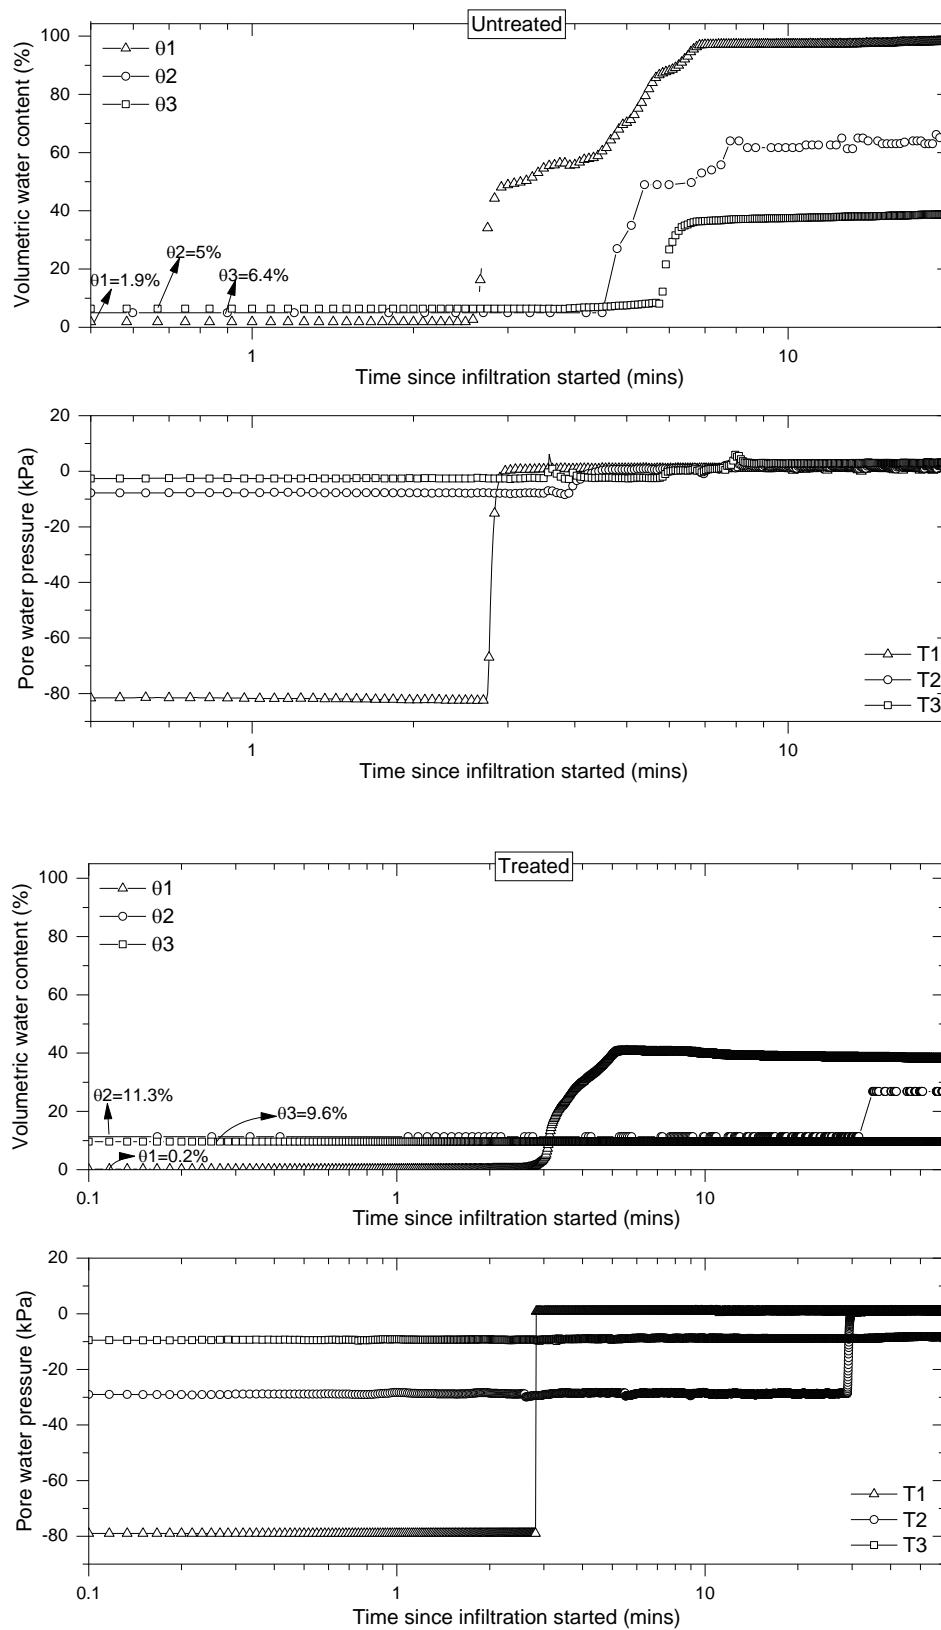 Untreated
100
80
60
40
20
0
Volumetric water content (%)
θ1
θ2
θ3
θ1=1.9%
θ2=5%
θ3=6.4%
1
10
Time since infiltration started (mins)
20
0
-20
-40
-60
-80
Pore water pressure (kPa)
T1
T2
T3
1
10
Time since infiltration started (mins)
Treated
100
80
60
40
20
0
Volumetric water content (%)
θ1
θ2
θ3
θ2=11.3%
θ3=9.6%
θ1=0.2%
0.1
1
10
Time since infiltration started (mins)
20
0
-20
-40
-60
-80
Pore water pressure (kPa)
T1
T2
T3
0.1
1
10
Time since infiltration started (mins)